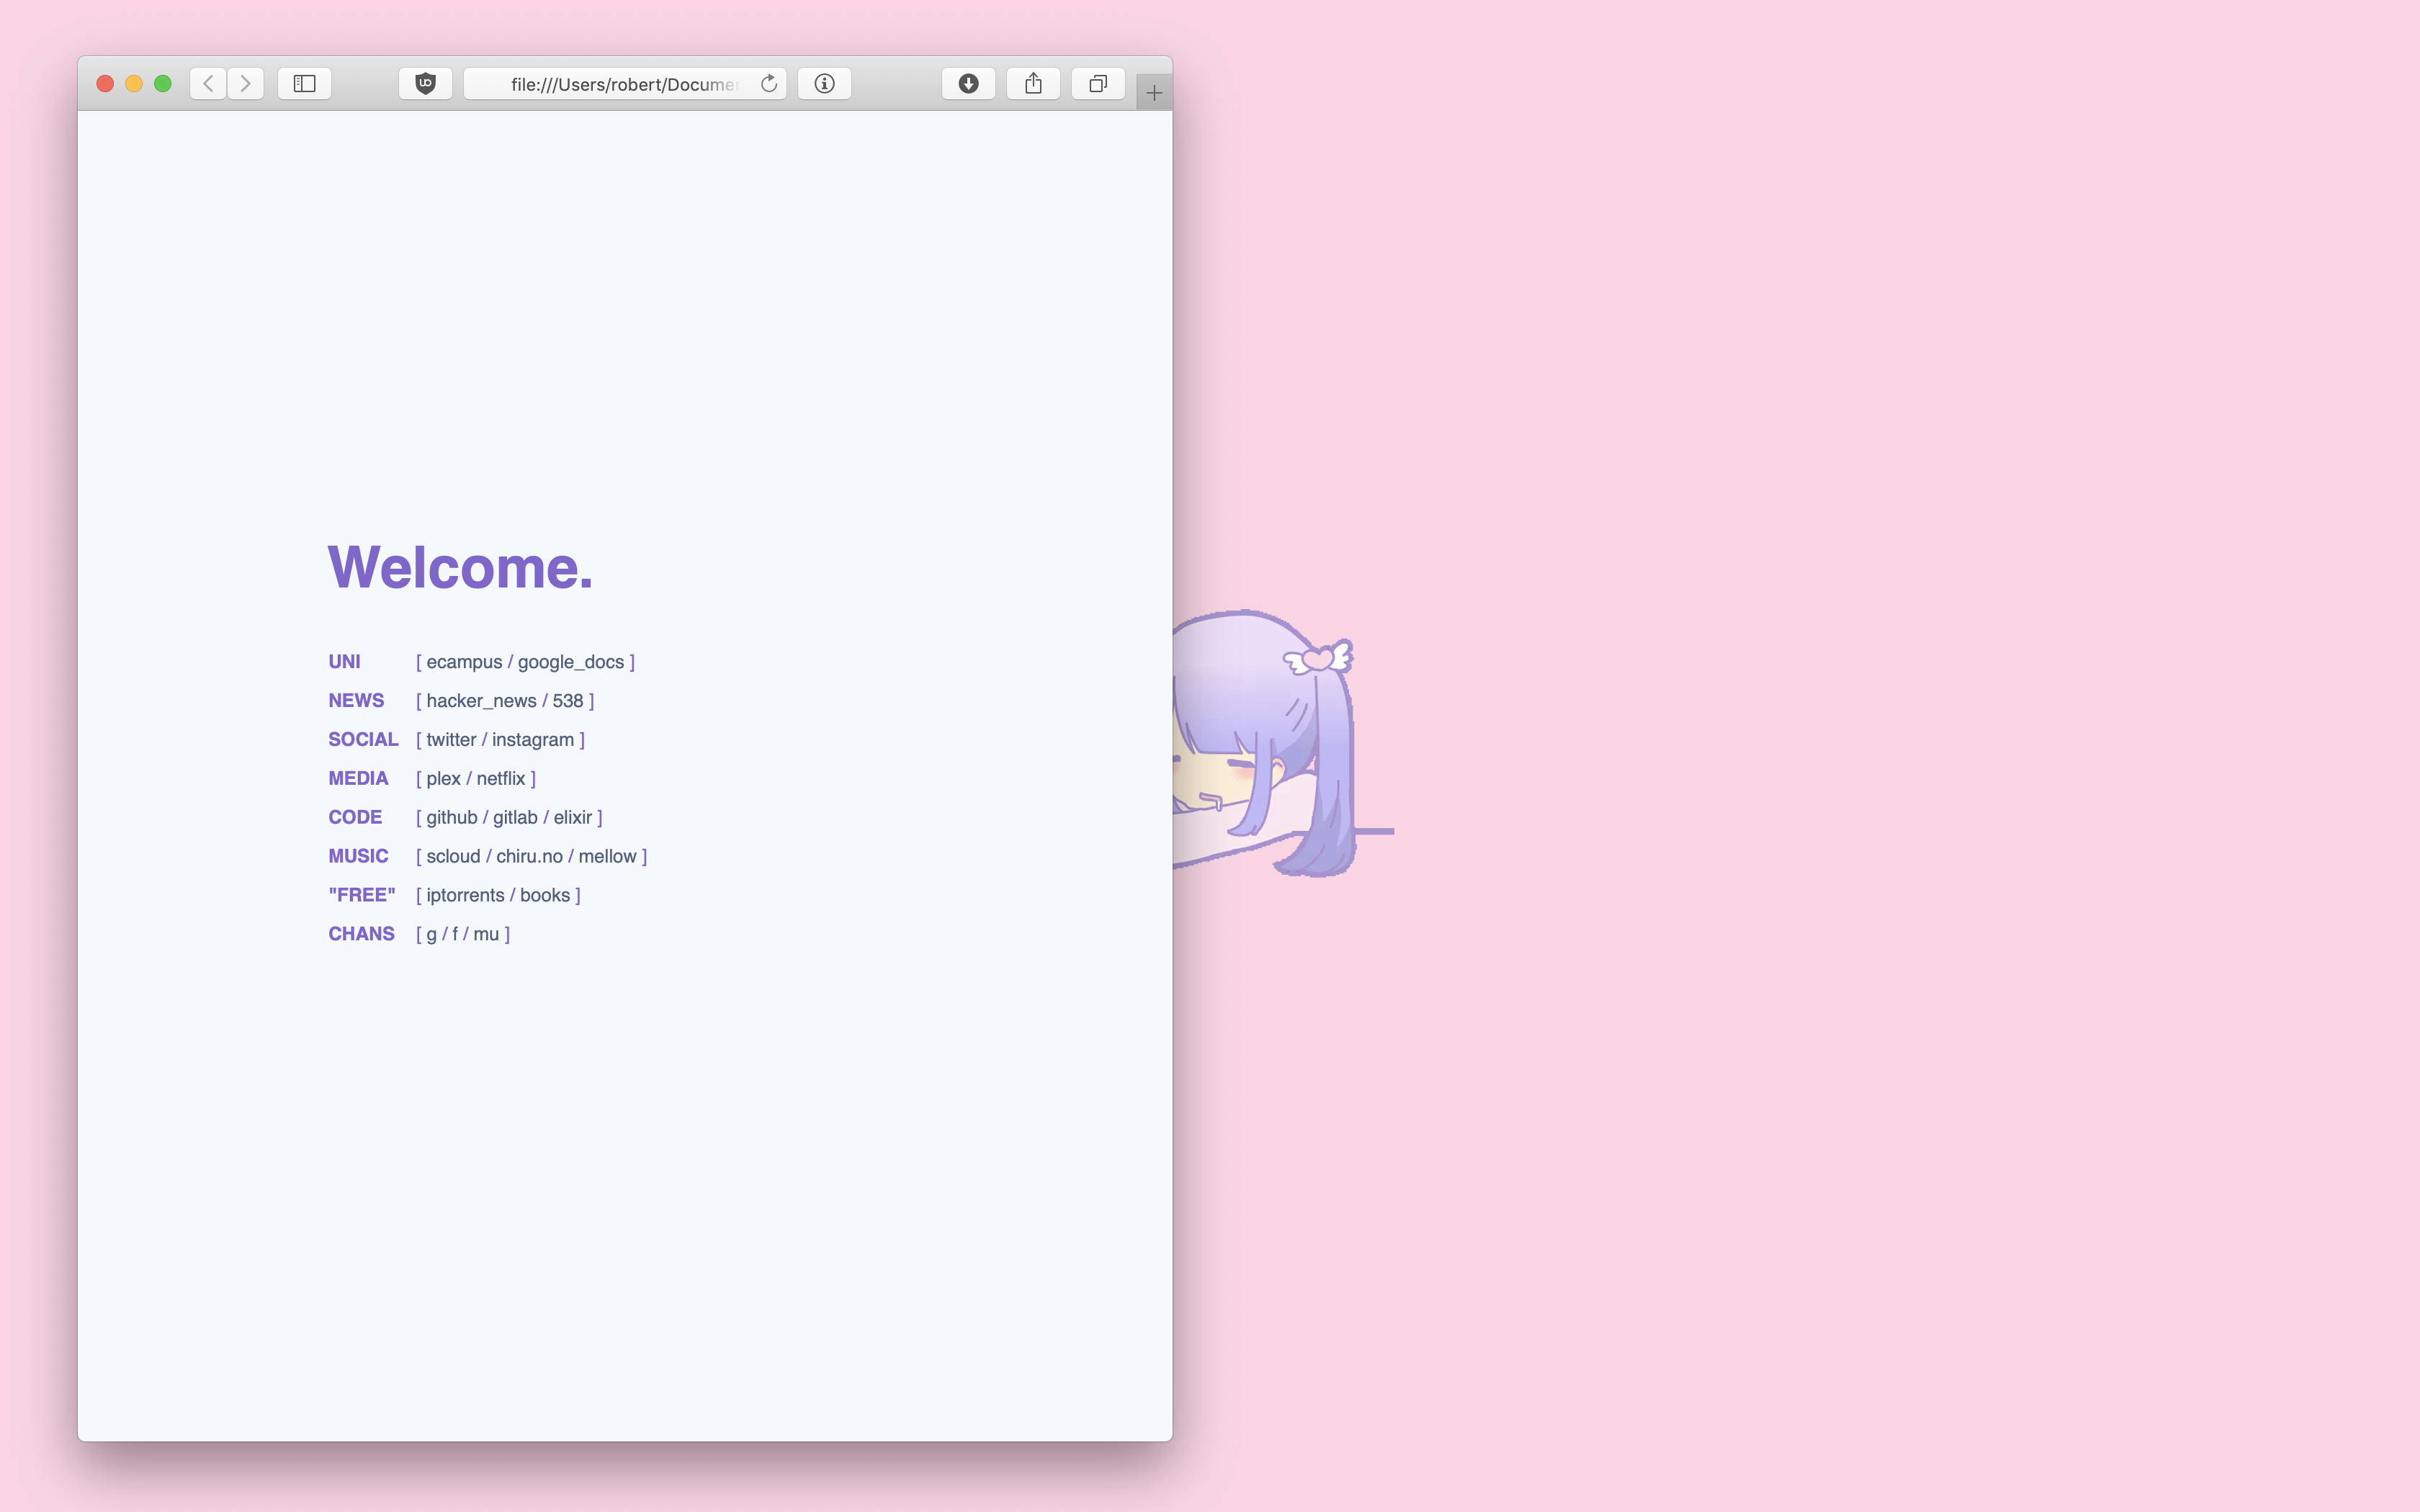 file:///Users/robert/Documen
Welcome.
UNI [ ecampus / google_docs ]
NEWS [ hacker_news / 538 ]
SOCIAL [ twitter / instagram ]
MEDIA [ plex / netflix ]
CODE [ github / gitlab / elixir ]
MUSIC [ scloud / chiru.no / mellow ]
"FREE" [ iptorrents / books ]
CHANS [ g / f / mu ]